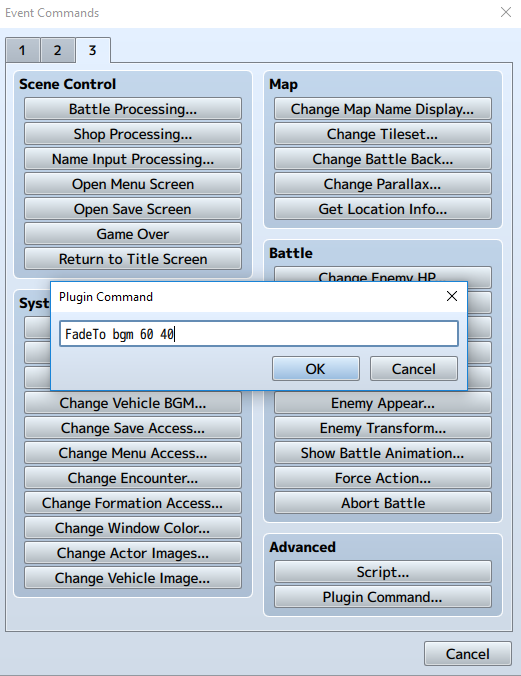 Event Commands
1
2
3
Scene Control
Battle Processing...
Shop Processing...
Name Input Processing...
Open Menu Screen
Open Save Screen
Game Over
Return to Title Screen
Map
Change Map Name Display...
Change Tileset...
Change Battle Back...
Change Parallax...
Get Location Info...
Battle
Change Enemy HP
Plugin Command
FadeTo bgm 60 40
OK
Cancel
Syst
Change Vehicle BGM...
Change Save Access...
Change Menu Access...
Change Encounter...
Change Formation Access...
Change Window Color...
Change Actor Images...
Change Vehicle Image...
Enemy Appear...
Enemy Transform...
Show Battle Animation...
Force Action...
Abort Battle
Advanced
Script...
Plugin Command...
Cancel